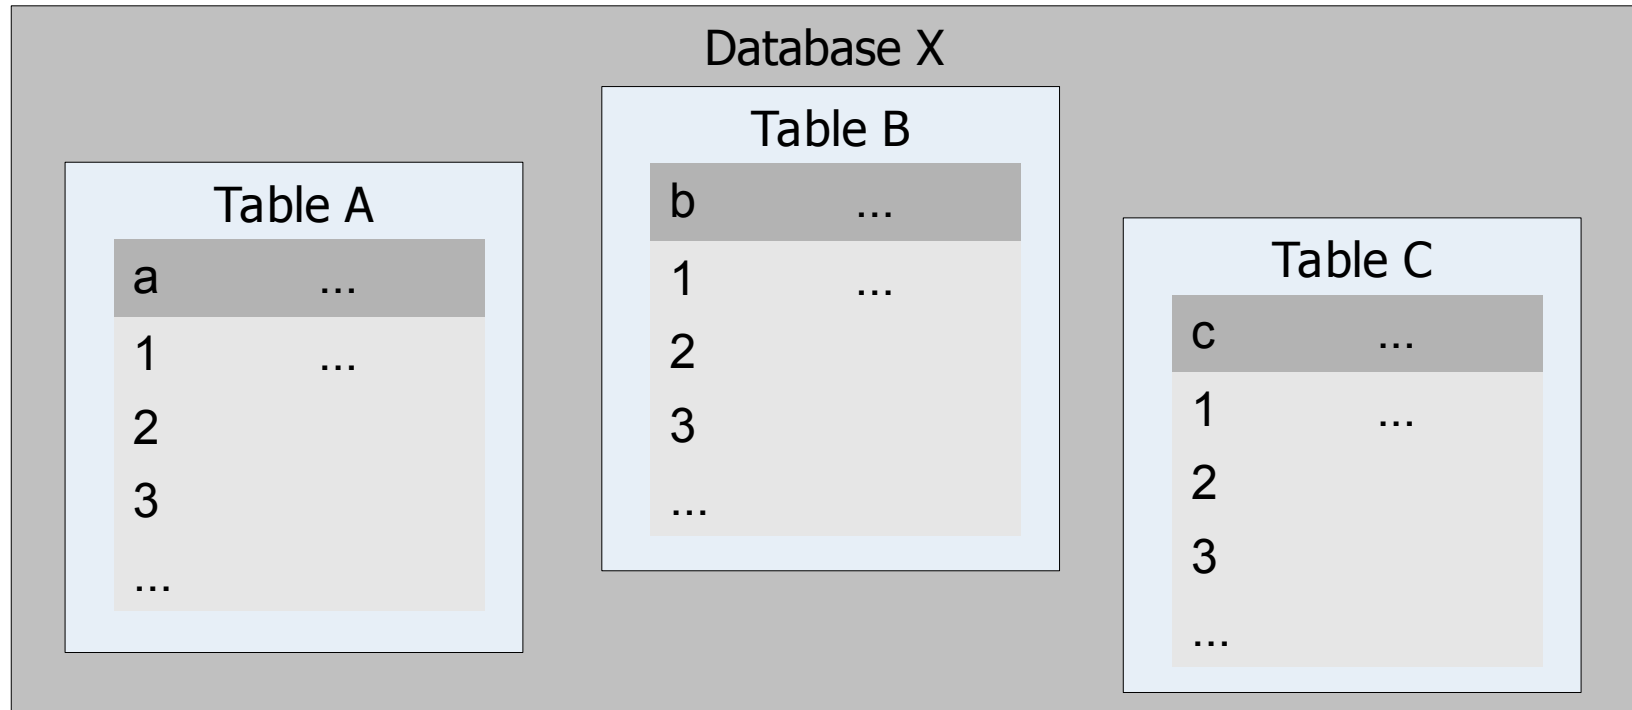 Database X
Table A
a ...
1 ...
2
3
...
Table B
b ...
1 ...
2
3
...
Table C
c ...
1 ...
2
3
...